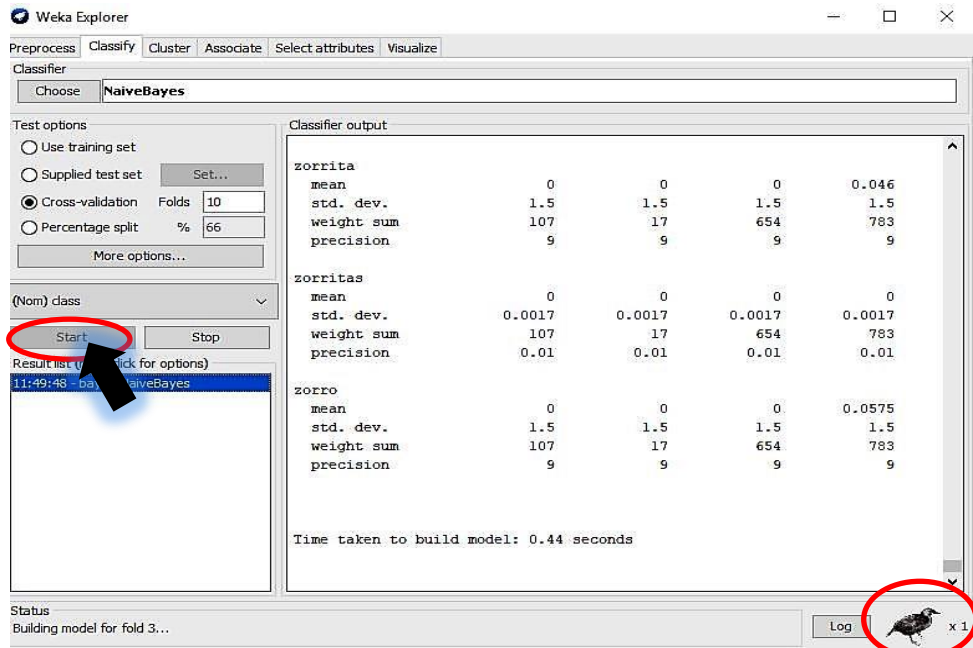 Weka Explorer
Preprocess Classify Cluster Associate Select attributes Visualize
Classifier
Choose NaiveBayes
Test options
Use training set
Supplied test set Set...
Cross-validation Folds 10
Percentage split % 66
More options...
(Nom) class
Start Stop
Result list ( click for options)
11:49:48 - NaiveBayes
Classifier output
zorrita
mean 0 0 0 0.046
std. dev. 1.5 1.5 1.5 1.5
weight sum 107 17 654 783
precision 9 9 9 9
zorritas
mean 0 0 0 0
std. dev. 0.0017 0.0017 0.0017 0.0017
weight sum 107 17 654 783
precision 0.01 0.01 0.01 0.01
zorro
mean 0 0 0 0.0575
std. dev. 1.5 1.5 1.5 1.5
weight sum 107 17 654 783
precision 9 9 9 9
Time taken to build model: 0.44 seconds
Status
Building model for fold 3...
Log x 1